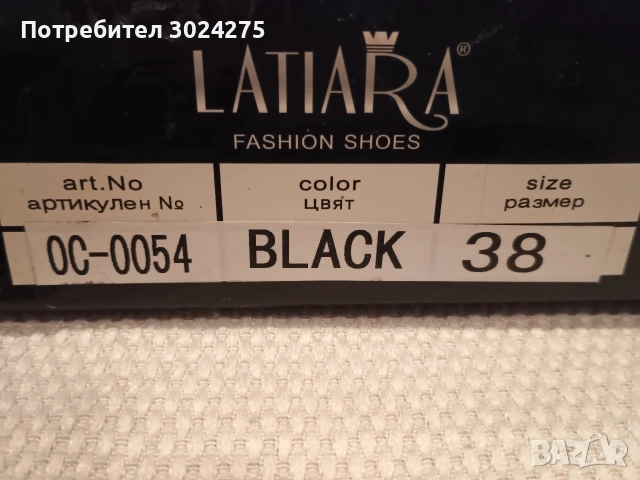 Потребител 3024275
LATIARA®
FASHION SHOES
art.No color size
артикулен № цвят размер
OC-0054 BLACK 38
BAZAR